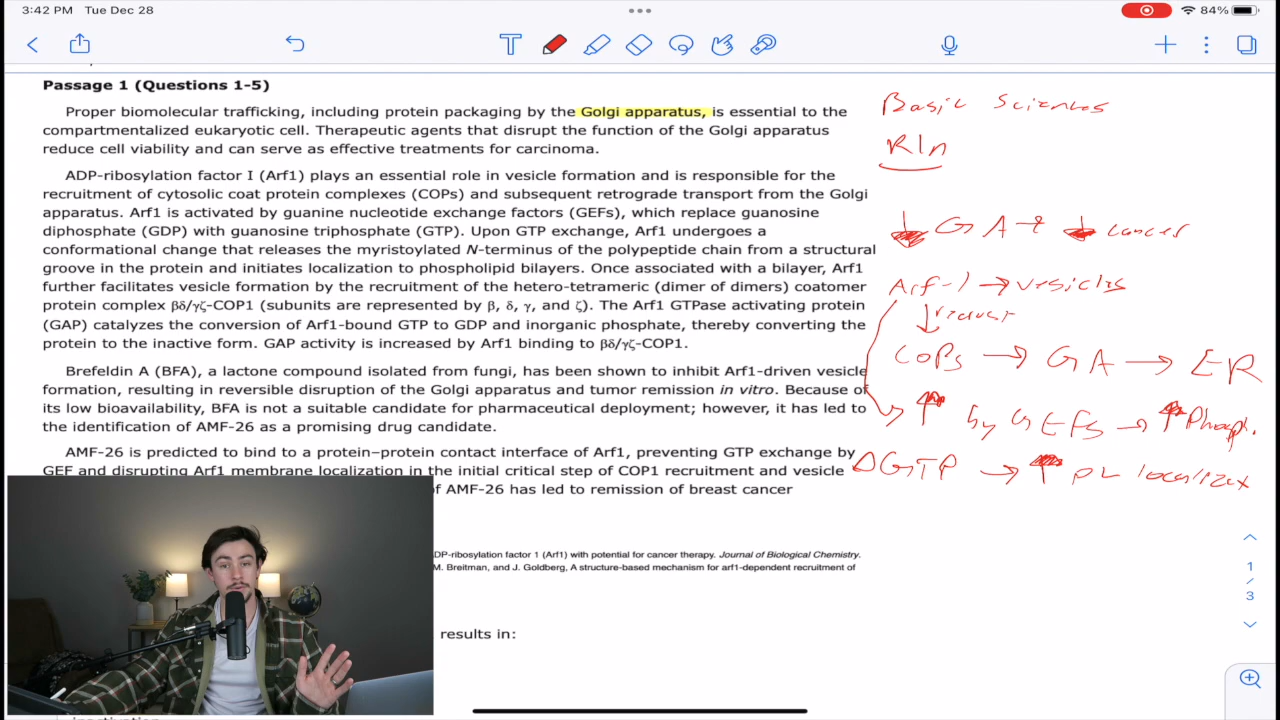 3:42 PM Tue Dec 28
84%
Passage 1 (Questions 1-5)
Proper biomolecular trafficking, including protein packaging by the Golgi apparatus, is essential to the
compartmentalized eukaryotic cell. Therapeutic agents that disrupt the function of the Golgi apparatus
reduce cell viability and can serve as effective treatments for carcinoma.
ADP-ribosylation factor I (Arf1) plays an essential role in vesicle formation and is responsible for the
recruitment of cytosolic coat protein complexes (COPs) and subsequent retrograde transport from the Golgi
apparatus. Arf1 is activated by guanine nucleotide exchange factors (GEFs), which replace guanosine
diphosphate (GDP) with guanosine triphosphate (GTP). Upon GTP exchange, Arf1 undergoes a
conformational change that releases the myristoylated N-terminus of the polypeptide chain from a structural
groove in the protein and initiates localization to phospholipid bilayers. Once associated with a bilayer, Arf1
further facilitates vesicle formation by the recruitment of the hetero-tetrameric (dimer of dimers) coatomer
protein complex βδ/γζ-COP1 (subunits are represented by β, δ, γ, and ζ). The Arf1 GTPase activating protein
(GAP) catalyzes the conversion of Arf1-bound GTP to GDP and inorganic phosphate, thereby converting the
protein to the inactive form. GAP activity is increased by Arf1 binding to βδ/γζ-COP1.
Brefeldin A (BFA), a lactone compound isolated from fungi, has been shown to inhibit Arf1-driven vesicle
formation, resulting in reversible disruption of the Golgi apparatus and tumor remission in vitro. Because of
its low bioavailability, BFA is not a suitable candidate for pharmaceutical deployment; however, it has led to
the identification of AMF-26 as a promising drug candidate.
AMF-26 is predicted to bind to a protein–protein contact interface of Arf1, preventing GTP exchange by
GEF and disrupting Arf1 membrane localization in the initial critical step of COP1 recruitment and vesicle
of AMF-26 has led to remission of breast cancer
DP-ribosylation factor 1 (Arf1) with potential for cancer therapy. Journal of Biological Chemistry.
M. Breitman, and J. Goldberg, A structure-based mechanism for arf1-dependent recruitment of
results in:
Basic Sciences
R/n
↓ GA → ↓ cancer
Arf-1 → vesicles
↓ recruit
COPs → GA → ER
↑ by GEFs → ↑ Phosph.
ΔGTP → ↑ PL
1
/
3